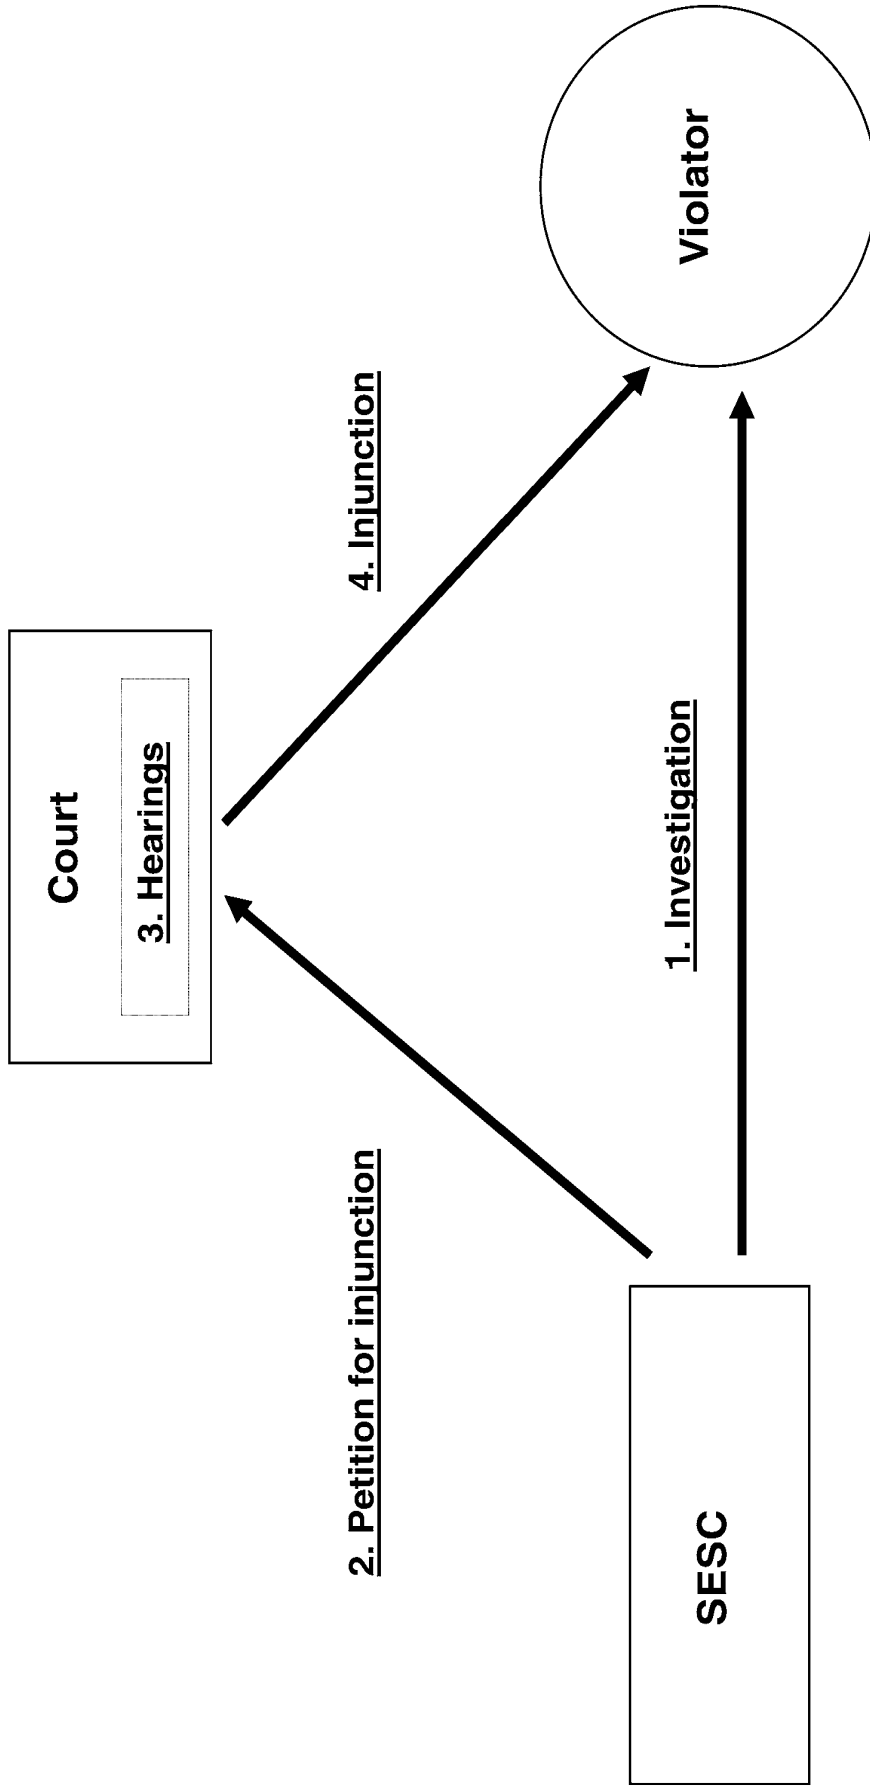 Court
3. Hearings
2. Petition for injunction
4. Injunction
1. Investigation
SESC
Violator